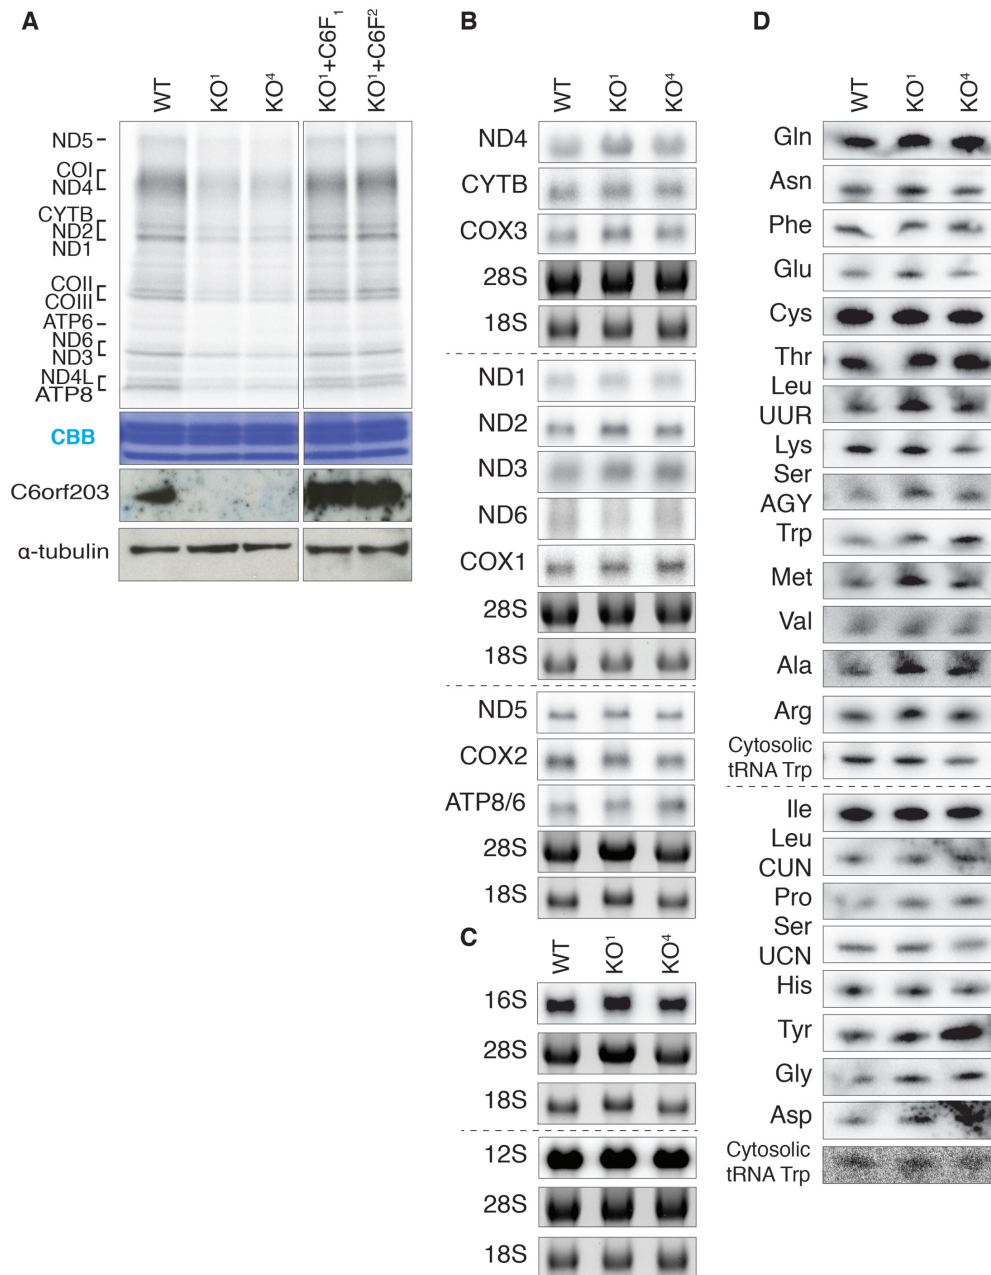 A
WT
KO¹
KO⁴
KO¹+C6F₁
KO¹+C6F²
ND5
COI
ND4
CYTB
ND2
ND1
COII
COIII
ATP6
ND6
ND3
ND4L
ATP8
CBB
C6orf203
α-tubulin
B
WT
KO¹
KO⁴
ND4
CYTB
COX3
28S
18S
ND1
ND2
ND3
ND6
COX1
28S
18S
ND5
COX2
ATP8/6
28S
18S
C
WT
KO¹
KO⁴
16S
28S
18S
12S
28S
18S
D
WT
KO¹
KO⁴
Gln
Asn
Phe
Glu
Cys
Thr
Leu
UUR
Lys
Ser
AGY
Trp
Met
Val
Ala
Arg
Cytosolic
tRNA Trp
Ile
Leu
CUN
Pro
Ser
UCN
His
Tyr
Gly
Asp
Cytosolic
tRNA Trp